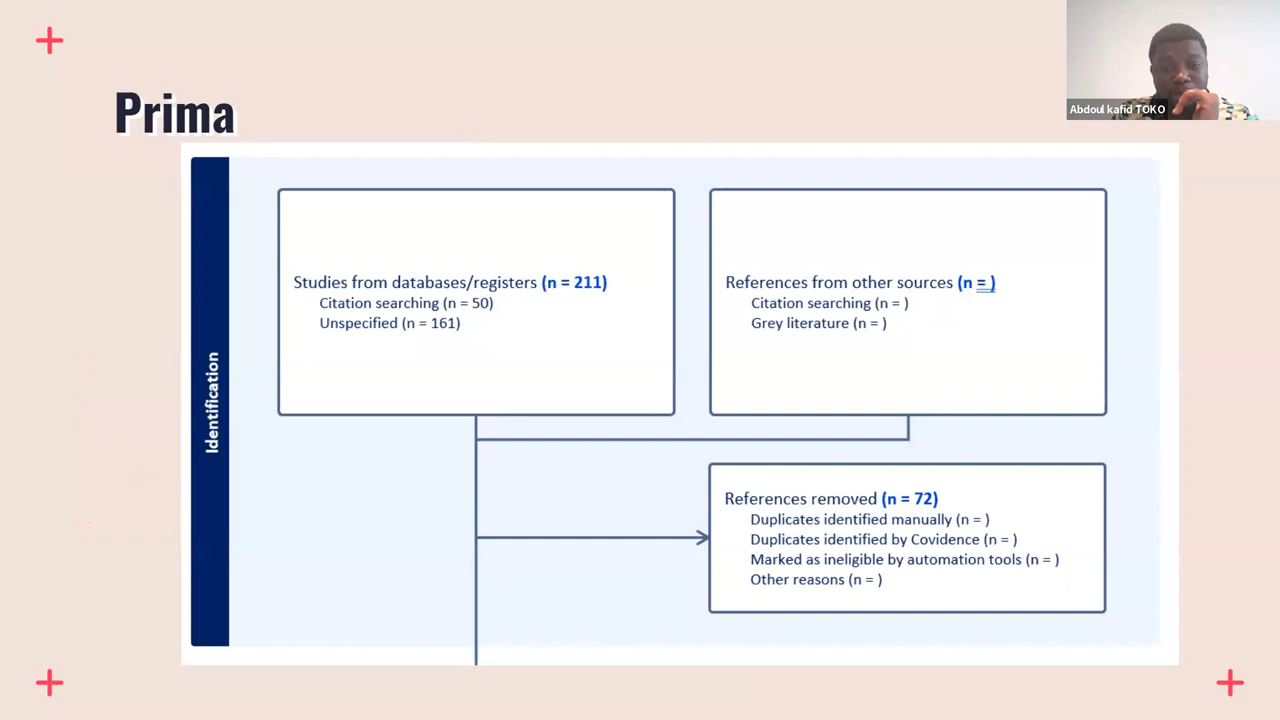 Prima
Abdoul kafid TOKO
Identification
Studies from databases/registers (n = 211)
Citation searching (n = 50)
Unspecified (n = 161)
References from other sources (n = )
Citation searching (n = )
Grey literature (n = )
References removed (n = 72)
Duplicates identified manually (n = )
Duplicates identified by Covidence (n = )
Marked as ineligible by automation tools (n = )
Other reasons (n = )